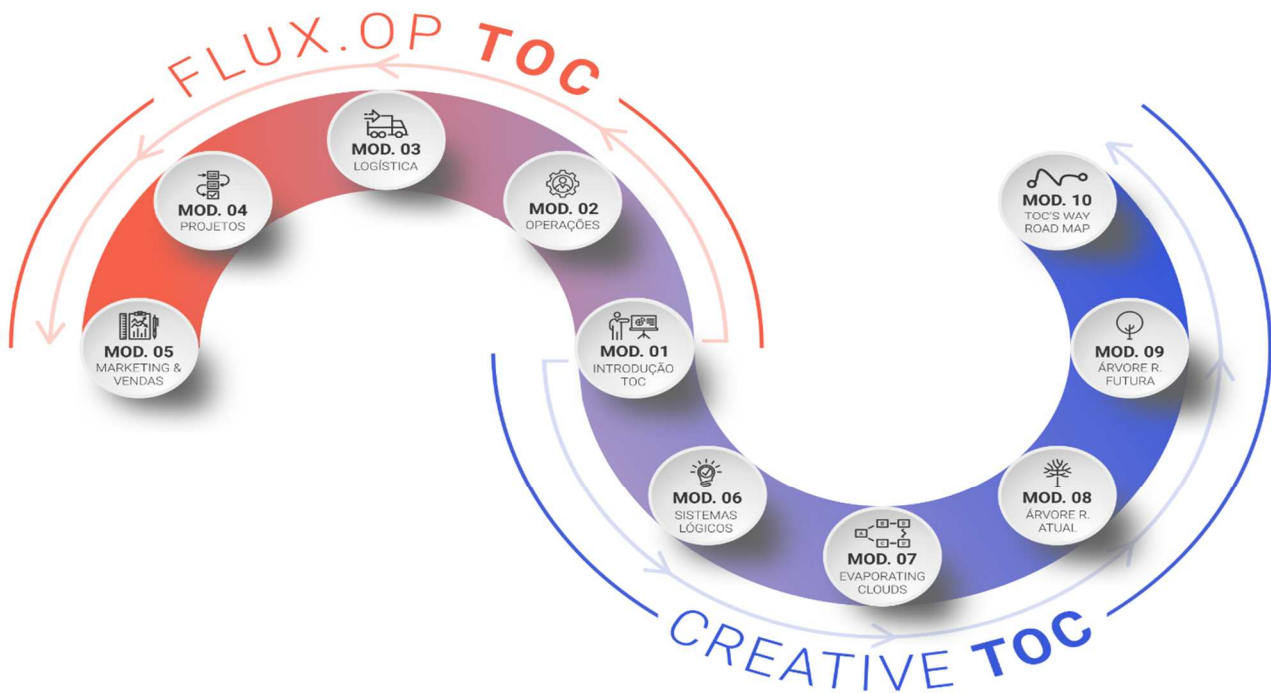 FLUX.OP TOC
MOD. 03
LOGÍSTICA
MOD. 04
PROJETOS
MOD. 02
OPERAÇÕES
MOD. 05
MARKETING &
VENDAS
MOD. 01
INTRODUÇÃO
TOC
MOD. 10
TOC'S WAY
ROAD MAP
MOD. 09
ÁRVORE R.
FUTURA
MOD. 06
SISTEMAS
LÓGICOS
MOD. 08
ÁRVORE R.
ATUAL
MOD. 07
EVAPORATING
CLOUDS
CREATIVE TOC